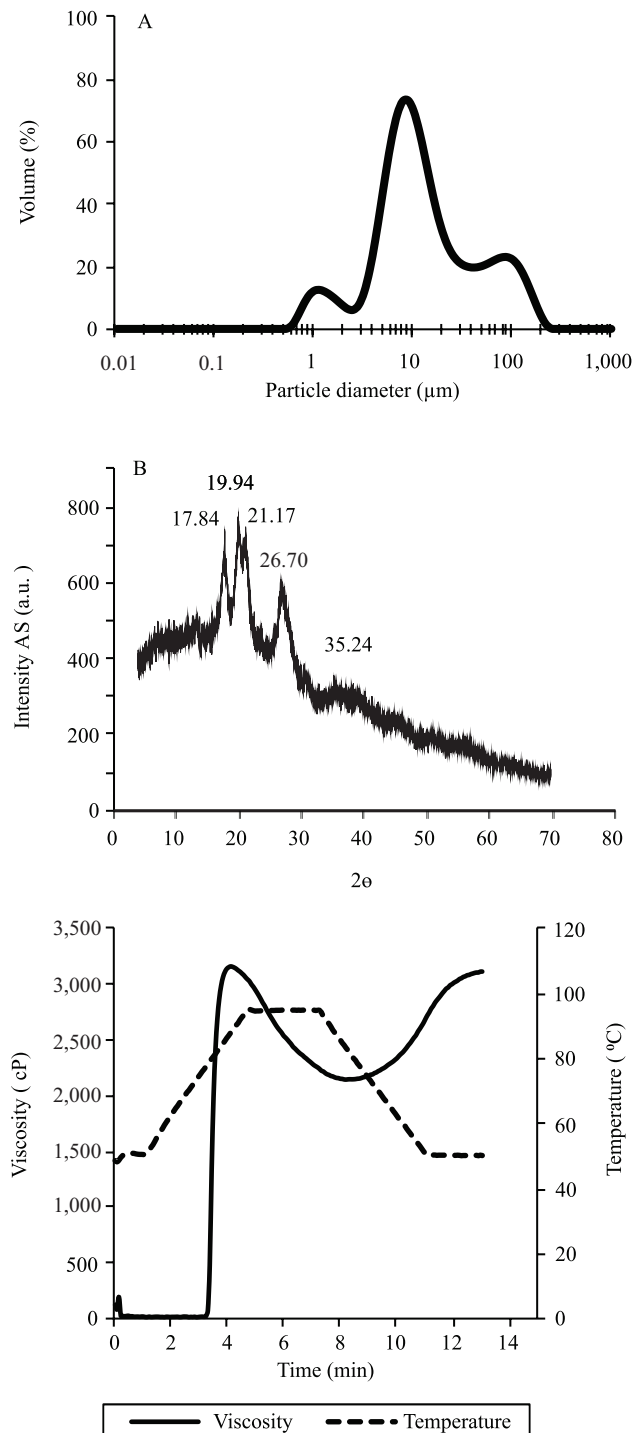 A
100
80
60
40
20
0
Volume (%)
0.01 0.1 1 10 100 1,000
Particle diameter (µm)
B
19.94
17.84 21.17
26.70
35.24
800
600
400
200
0
Intensity AS (a.u. )
0 10 20 30 40 50 60 70 80
2ɵ
3,500
3,000
2,500
2,000
1,500
1,000
500
0
Viscosity ( cP)
120
100
80
60
40
20
0
Temperature ( ºC)
0 2 4 6 8 10 12 14
Time (min)
Viscosity Temperature